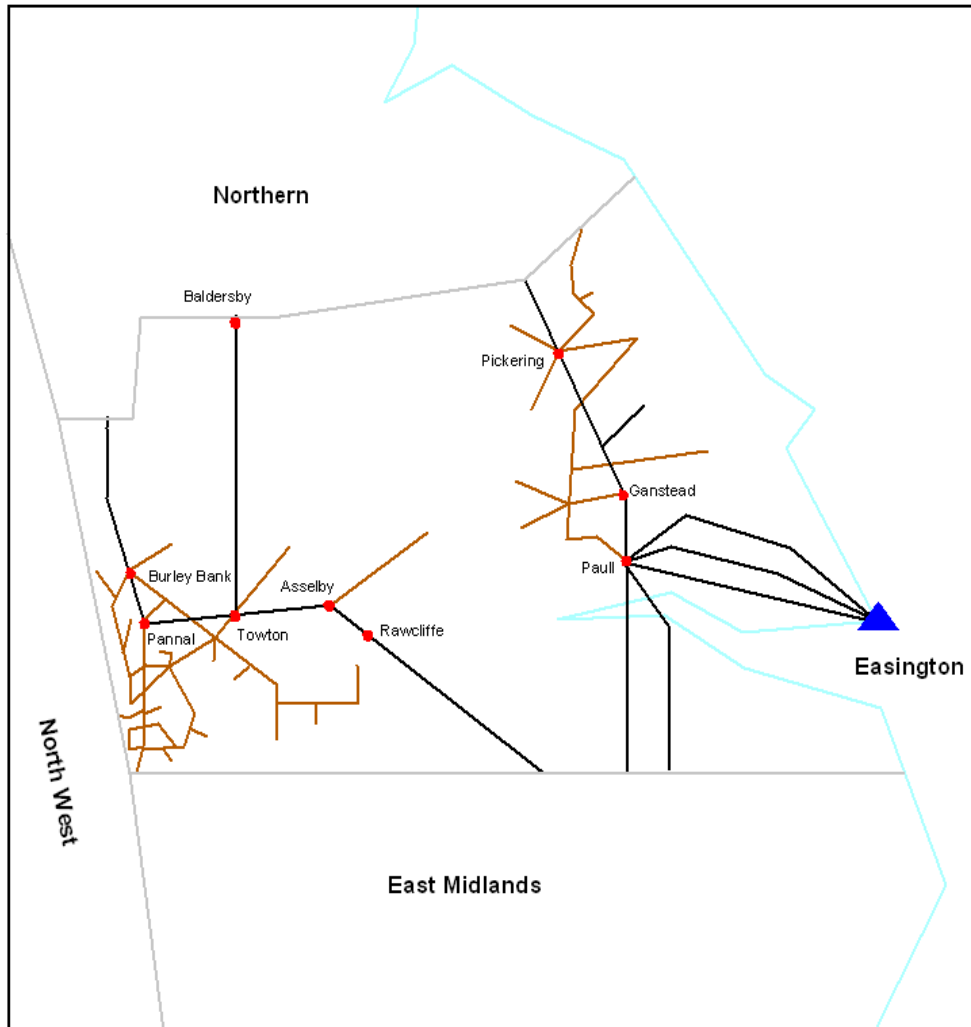 Northern
Baldersby
Pickering
Ganstead
Paull
Burley Bank
Asselby
Pannal
Towton
Rawcliffe
Easington
North West
East Midlands